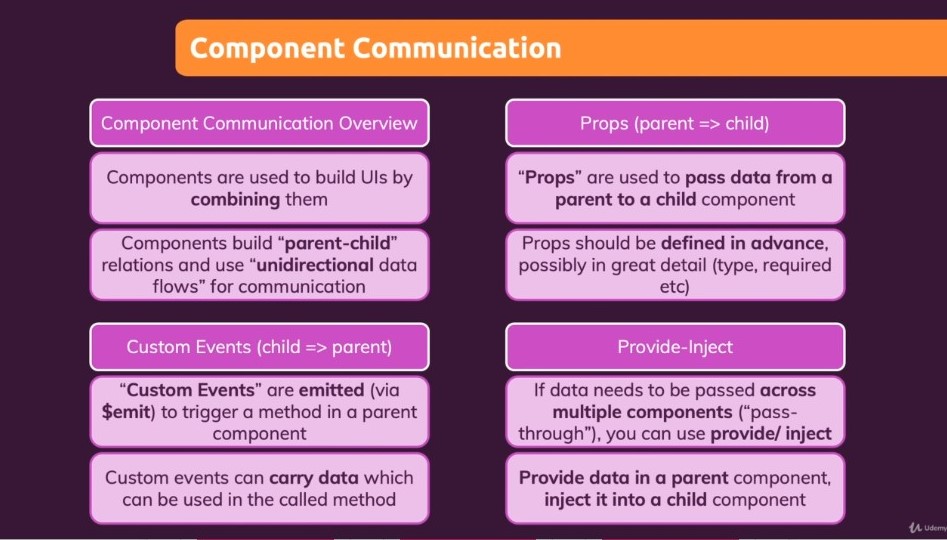 Component Communication
Component Communication Overview
Components are used to build UIs by
combining them
Components build “parent-child”
relations and use “unidirectional data
flows” for communication
Props (parent => child)
“Props” are used to pass data from a
parent to a child component
Props should be defined in advance,
possibly in great detail (type, required
etc)
Custom Events (child => parent)
“Custom Events” are emitted (via
$emit) to trigger a method in a parent
component
Custom events can carry data which
can be used in the called method
Provide-Inject
If data needs to be passed across
multiple components (“pass-
through”), you can use provide/ inject
Provide data in a parent component,
inject it into a child component
Udemy